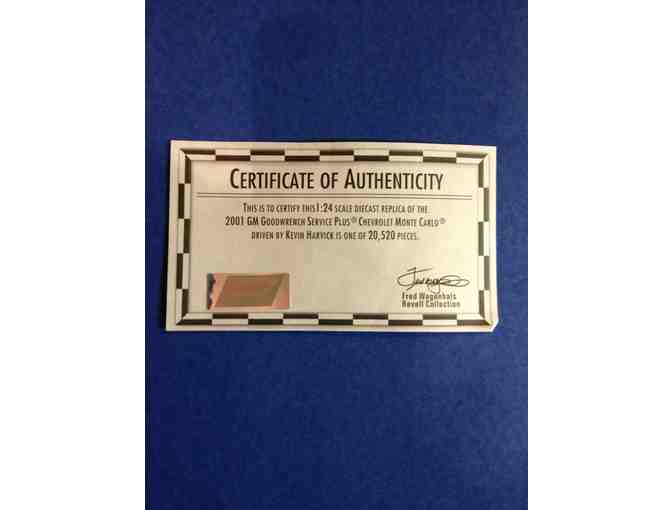 CERTIFICATE OF AUTHENTICITY
THIS IS TO CERTIFY THIS 1:24 SCALE DIECAST REPLICA OF THE
2001 GM GOODWRENCH SERVICE PLUS® CHEVROLET MONTE CARLO®
DRIVEN BY KEVIN HARVICK IS ONE OF 20,520 PIECES.
Fred Wagenhals
Revell Collection